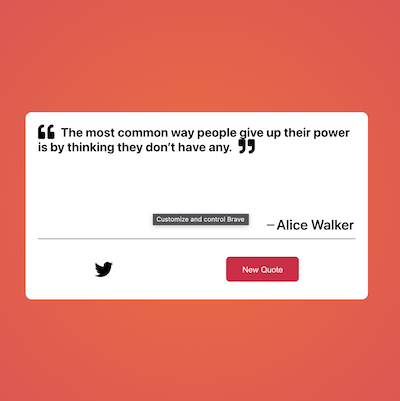 ❝ The most common way people give up their power
is by thinking they don’t have any. ❞
Customize and control Brave
– Alice Walker
New Quote